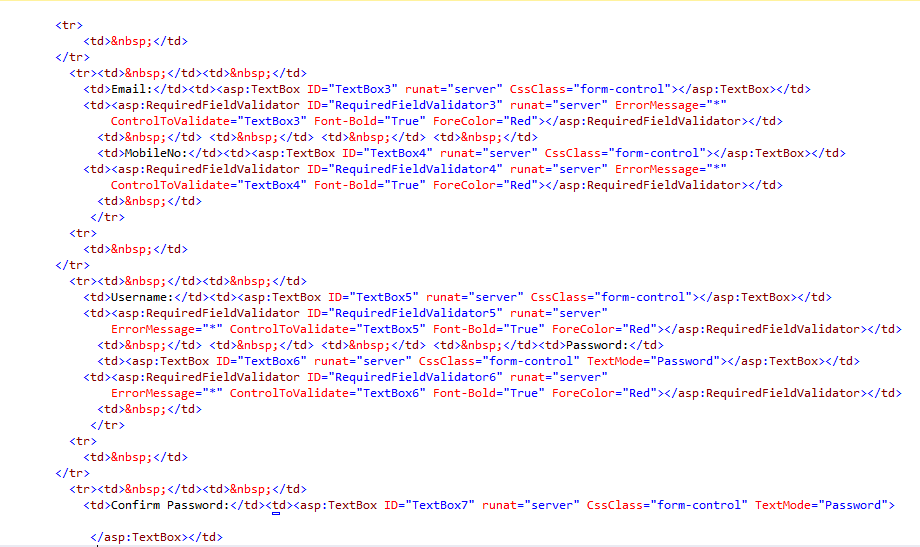 <tr>
<td>&nbsp;</td>
</tr>
<tr><td>&nbsp;</td><td>&nbsp;</td>
<td>Email:</td><td><asp:TextBox ID="TextBox3" runat="server" CssClass="form-control"></asp:TextBox></td>
<td><asp:RequiredFieldValidator ID="RequiredFieldValidator3" runat="server" ErrorMessage="*"
ControlToValidate="TextBox3" Font-Bold="True" ForeColor="Red"></asp:RequiredFieldValidator></td>
<td>&nbsp;</td> <td>&nbsp;</td> <td>&nbsp;</td> <td>&nbsp;</td>
<td>MobileNo:</td><td><asp:TextBox ID="TextBox4" runat="server" CssClass="form-control"></asp:TextBox></td>
<td><asp:RequiredFieldValidator ID="RequiredFieldValidator4" runat="server" ErrorMessage="*"
ControlToValidate="TextBox4" Font-Bold="True" ForeColor="Red"></asp:RequiredFieldValidator></td>
<td>&nbsp;</td>
</tr>
<tr>
<td>&nbsp;</td>
</tr>
<tr><td>&nbsp;</td><td>&nbsp;</td>
<td>Username:</td><td><asp:TextBox ID="TextBox5" runat="server" CssClass="form-control"></asp:TextBox></td>
<td><asp:RequiredFieldValidator ID="RequiredFieldValidator5" runat="server"
ErrorMessage="*" ControlToValidate="TextBox5" Font-Bold="True" ForeColor="Red"></asp:RequiredFieldValidator></td>
<td>&nbsp;</td> <td>&nbsp;</td> <td>&nbsp;</td> <td>&nbsp;</td><td>Password:</td>
<td><asp:TextBox ID="TextBox6" runat="server" CssClass="form-control" TextMode="Password"></asp:TextBox></td>
<td><asp:RequiredFieldValidator ID="RequiredFieldValidator6" runat="server"
ErrorMessage="*" ControlToValidate="TextBox6" Font-Bold="True" ForeColor="Red"></asp:RequiredFieldValidator></td>
<td>&nbsp;</td>
</tr>
<tr>
<td>&nbsp;</td>
</tr>
<tr><td>&nbsp;</td><td>&nbsp;</td>
<td>Confirm Password:</td><td><asp:TextBox ID="TextBox7" runat="server" CssClass="form-control" TextMode="Password">
</asp:TextBox></td>